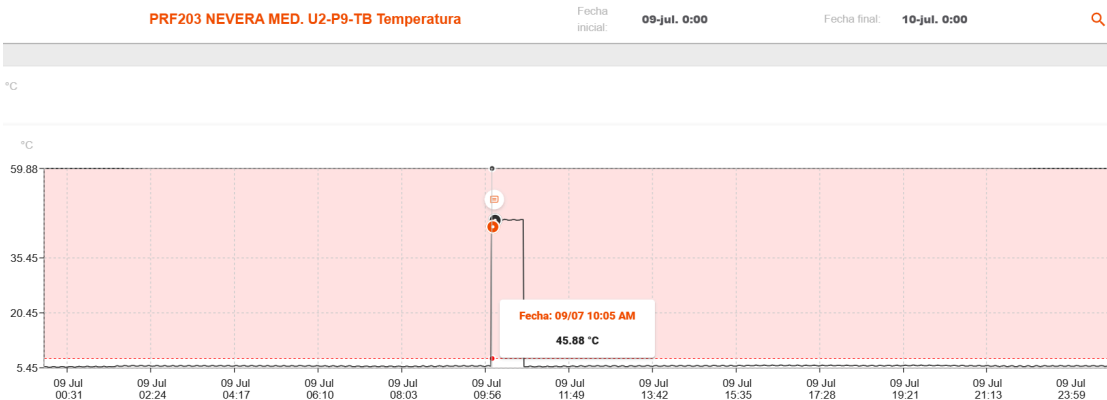 PRF203 NEVERA MED. U2-P9-TB Temperatura
Fecha inicial:
09-jul. 0:00
Fecha final:
10-jul. 0:00
°C
°C
59.88
35.45
20.45
5.45
Fecha: 09/07 10:05 AM
45.88 °C
09 Jul 09 Jul 09 Jul 09 Jul 09 Jul 09 Jul 09 Jul 09 Jul 09 Jul 09 Jul 09 Jul 09 Jul 09 Jul
00:31 02:24 04:17 06:10 08:03 09:56 11:49 13:42 15:35 17:28 19:21 21:13 23:59